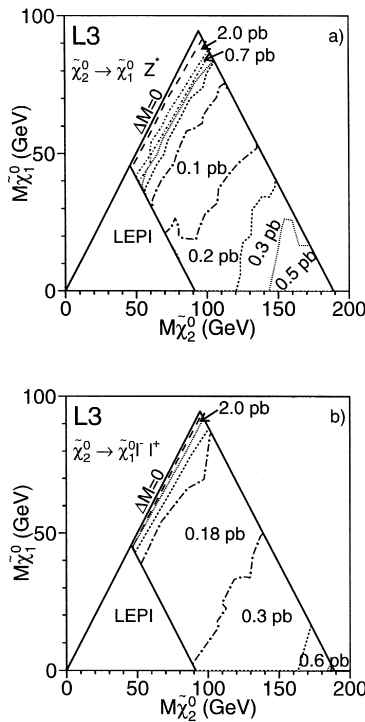 100
L3
a)
2.0 pb
0.7 pb
χ̃₂⁰ → χ̃₁⁰ Z*
ΔM=0
Mχ̃₁⁰ (GeV)
50
0.1 pb
LEPI
0.2 pb
0.3 pb
0.5 pb
0
0 50 100 150 200
Mχ̃₂⁰ (GeV)
100
L3
b)
2.0 pb
χ̃₂⁰ → χ̃₁⁰ l⁻ l⁺
ΔM=0
Mχ̃₁⁰ (GeV)
50
0.18 pb
LEPI
0.3 pb
0.6 pb
0
0 50 100 150 200
Mχ̃₂⁰ (GeV)